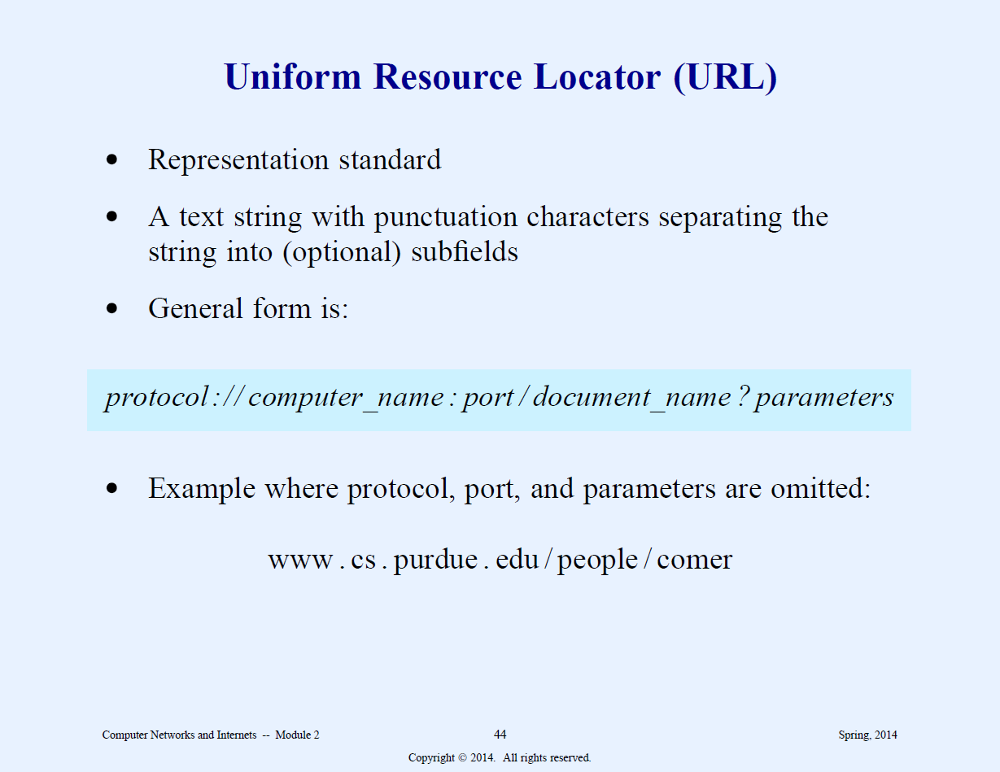 Uniform Resource Locator (URL)
• Representation standard
• A text string with punctuation characters separating the
string into (optional) subfields
• General form is:
protocol :// computer_name : port / document_name ? parameters
• Example where protocol, port, and parameters are omitted:
www . cs . purdue . edu / people / comer
Computer Networks and Internets -- Module 2 44 Spring, 2014
Copyright © 2014. All rights reserved.